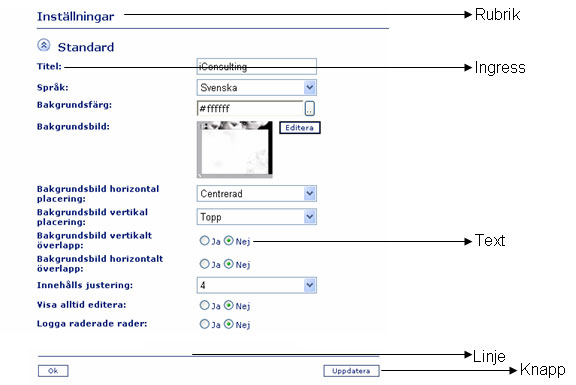 Inställningar
Rubrik
Standard
Titel:
iConsulting
Ingress
Språk:
Svenska
Bakgrundsfärg:
#ffffff
..
Bakgrundsbild:
Editera
Bakgrundsbild horizontal
placering:
Centrerad
Bakgrundsbild vertikal
placering:
Topp
Bakgrundsbild vertikalt
överlapp:
Ja Nej
Text
Bakgrundsbild horizontalt
överlapp:
Ja Nej
Innehålls justering:
4
Visa alltid editera:
Ja Nej
Logga raderade rader:
Ja Nej
Linje
Ok
Uppdatera
Knapp